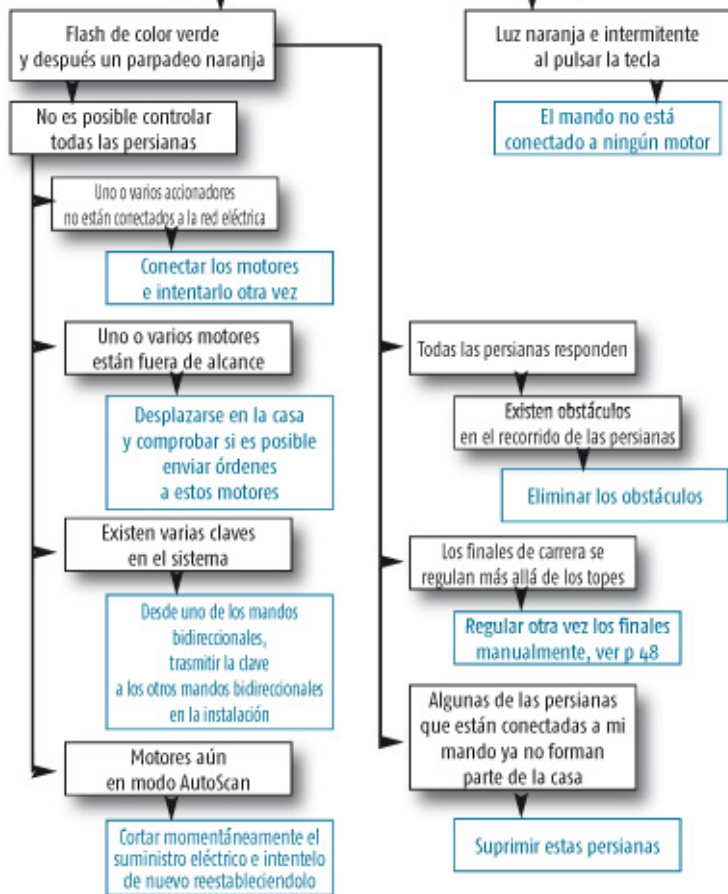 Flash de color verde
y después un parpadeo naranja
No es posible controlar
todas las persianas
Uno o varios accionadores
no están conectados a la red eléctrica
Conectar los motores
e intentarlo otra vez
Uno o varios motores
están fuera de alcance
Desplazarse en la casa
y comprobar si es posible
enviar órdenes
a estos motores
Existen varias claves
en el sistema
Desde uno de los mandos
bidireccionales,
trasmitir la clave
a los otros mandos bidireccionales
en la instalación
Motores aún
en modo AutoScan
Cortar momentáneamente el
suministro eléctrico e intentelo
de nuevo reestableciendolo
Luz naranja e intermitente
al pulsar la tecla
El mando no está
conectado a ningún motor
Todas las persianas responden
Existen obstáculos
en el recorrido de las persianas
Eliminar los obstáculos
Los finales de carrera se
regulan más allá de los topes
Regular otra vez los finales
manualmente, ver p 48
Algunas de las persianas
que están conectadas a mi
mando ya no forman
parte de la casa
Suprimir estas persianas